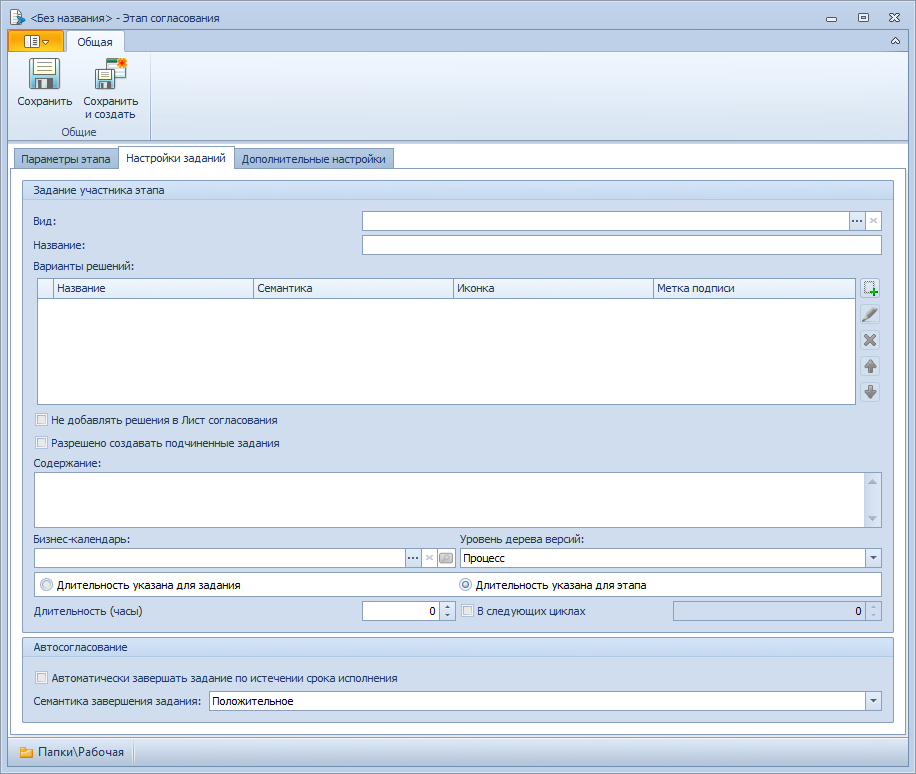 <Без названия> - Этап согласования
Общая
Сохранить
Сохранить и создать
Общие
Параметры этапа
Настройки заданий
Дополнительные настройки
Задание участника этапа
Вид:
Название:
Варианты решений:
Название Семантика Иконка Метка подписи
Не добавлять решения в Лист согласования
Разрешено создавать подчиненные задания
Содержание:
Бизнес-календарь: Уровень дерева версий:
Процесс
Длительность указана для задания Длительность указана для этапа
Длительность (часы) 0 В следующих циклах 0
Автосогласование
Автоматически завершать задание по истечении срока исполнения
Семантика завершения задания: Положительное
Папки\Рабочая